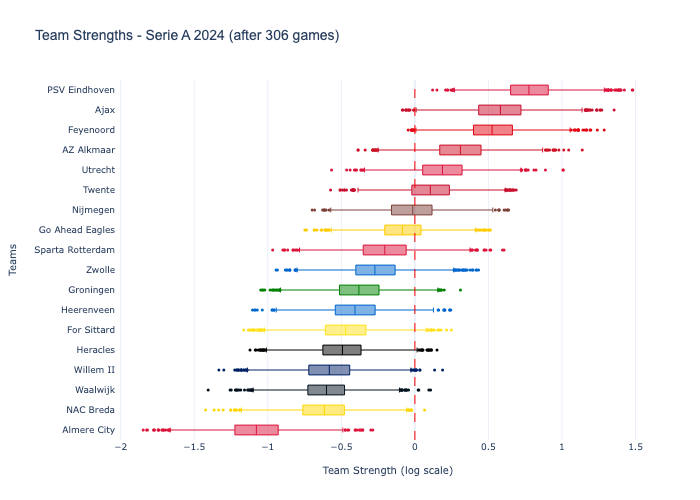 Team Strengths - Serie A 2024 (after 306 games)
PSV Eindhoven
Ajax
Feyenoord
AZ Alkmaar
Utrecht
Twente
Nijmegen
Go Ahead Eagles
Sparta Rotterdam
Zwolle
Groningen
Heerenveen
For Sittard
Heracles
Willem II
Waalwijk
NAC Breda
Almere City
Teams
−2 −1.5 −1 −0.5 0 0.5 1 1.5
Team Strength (log scale)